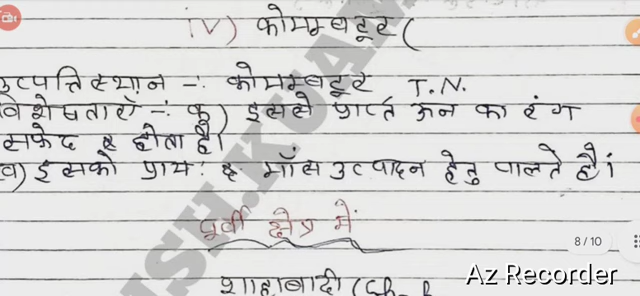 iv) कोयम्बटूर (
उत्पत्ति स्थान -: कोयम्बटूर T.N.
विशेषताएँ -: क) इससे प्राप्त ऊन का रंग
सफेद होता है।
ख) इसको प्राय: माँस उत्पादन हेतु पालते हैं।
पूर्वी क्षेत्र में
8/10
Az Recorder
शाहाबादी (